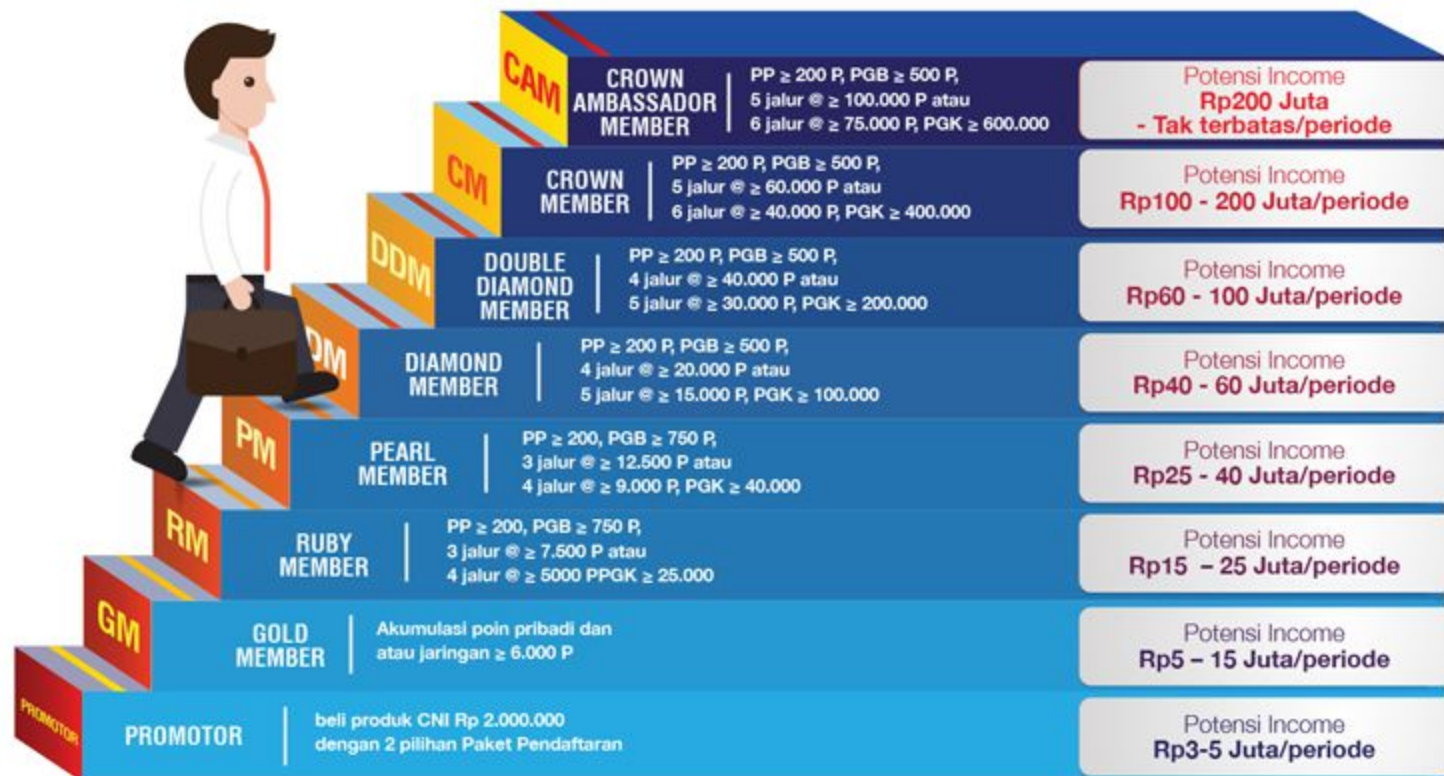 CAM
CROWN
AMBASSADOR
MEMBER
PP ≥ 200 P, PGB ≥ 500 P,
5 jalur @ ≥ 100.000 P atau
6 jalur @ ≥ 75.000 P, PGK ≥ 600.000
Potensi Income
Rp200 Juta
- Tak terbatas/periode
CM
CROWN
MEMBER
PP ≥ 200 P, PGB ≥ 500 P,
5 jalur @ ≥ 60.000 P atau
6 jalur @ ≥ 40.000 P, PGK ≥ 400.000
Potensi Income
Rp100 - 200 Juta/periode
DDM
DOUBLE
DIAMOND
MEMBER
PP ≥ 200 P, PGB ≥ 500 P,
4 jalur @ ≥ 40.000 P atau
5 jalur @ ≥ 30.000 P, PGK ≥ 200.000
Potensi Income
Rp60 - 100 Juta/periode
DM
DIAMOND
MEMBER
PP ≥ 200 P, PGB ≥ 500 P,
4 jalur @ ≥ 20.000 P atau
5 jalur @ ≥ 15.000 P, PGK ≥ 100.000
Potensi Income
Rp40 - 60 Juta/periode
PM
PEARL
MEMBER
PP ≥ 200, PGB ≥ 750 P,
3 jalur @ ≥ 12.500 P atau
4 jalur @ ≥ 9.000 P, PGK ≥ 40.000
Potensi Income
Rp25 - 40 Juta/periode
RM
RUBY
MEMBER
PP ≥ 200, PGB ≥ 750 P,
3 jalur @ ≥ 7.500 P atau
4 jalur @ ≥ 5000 PPGK ≥ 25.000
Potensi Income
Rp15 – 25 Juta/periode
GM
GOLD
MEMBER
Akumulasi poin pribadi dan
atau jaringan ≥ 6.000 P
Potensi Income
Rp5 – 15 Juta/periode
PROMOTOR
PROMOTOR
beli produk CNI Rp 2.000.000
dengan 2 pilihan Paket Pendaftaran
Potensi Income
Rp3-5 Juta/periode